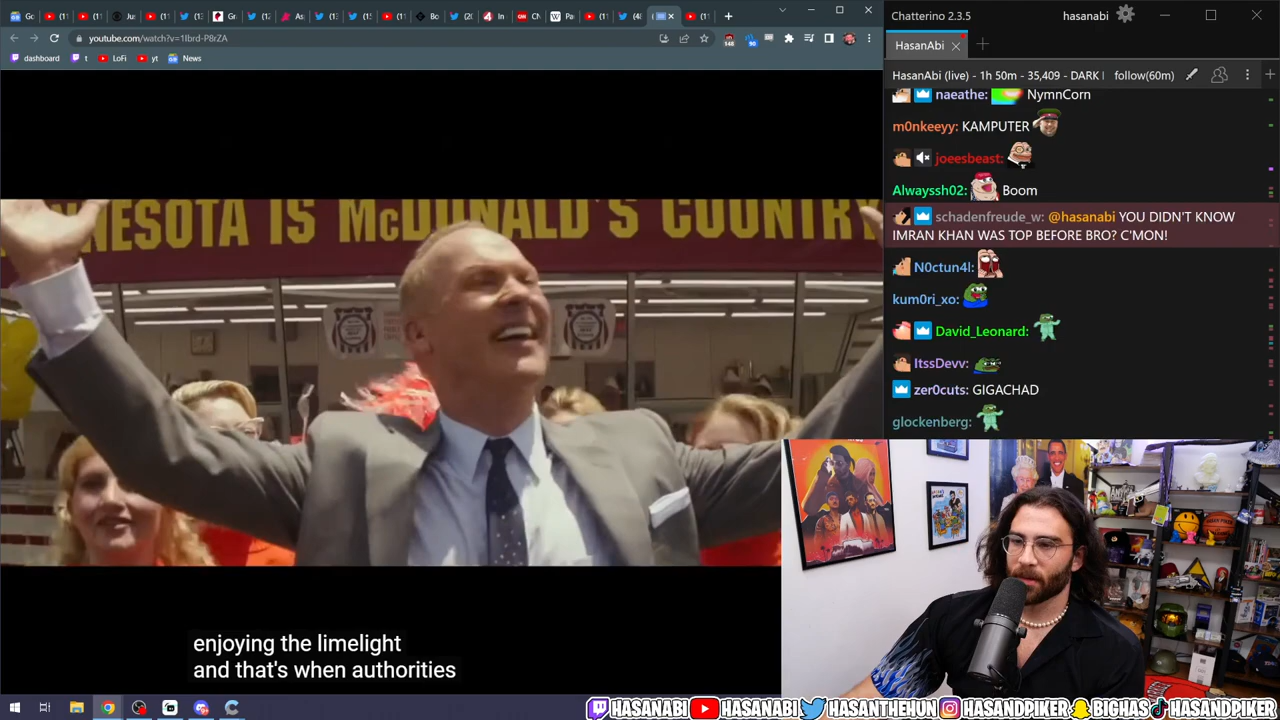 youtube.com/watch?v=1Ibrd-P8rZA
dashboard
t
LoFi
yt
News
NNESOTA IS McDONALD'S COUNTRY
enjoying the limelight
and that's when authorities
Chatterino 2.3.5
hasanabi
HasanAbi
HasanAbi (live) - 1h 50m - 35,409 - DARK
follow(60m)
naeathe: NymnCorn
m0nkeeyy: KAMPUTER
joeesbeast:
Alwayssh02: Boom
schadenfreude_w: @hasanabi YOU DIDN'T KNOW
IMRAN KHAN WAS TOP BEFORE BRO? C'MON!
N0ctun4l:
kum0ri_xo:
David_Leonard:
ItssDevv:
zer0cuts: GIGACHAD
glockenberg:
HASANABI HASANABI HASANTHEHUN HASANDPIKER BIGHAS HASANDPIKER